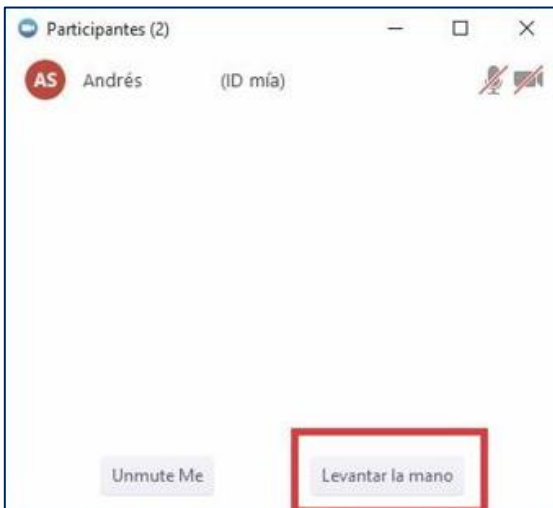 Participantes (2)
AS Andrés (ID mía)
Unmute Me Levantar la mano